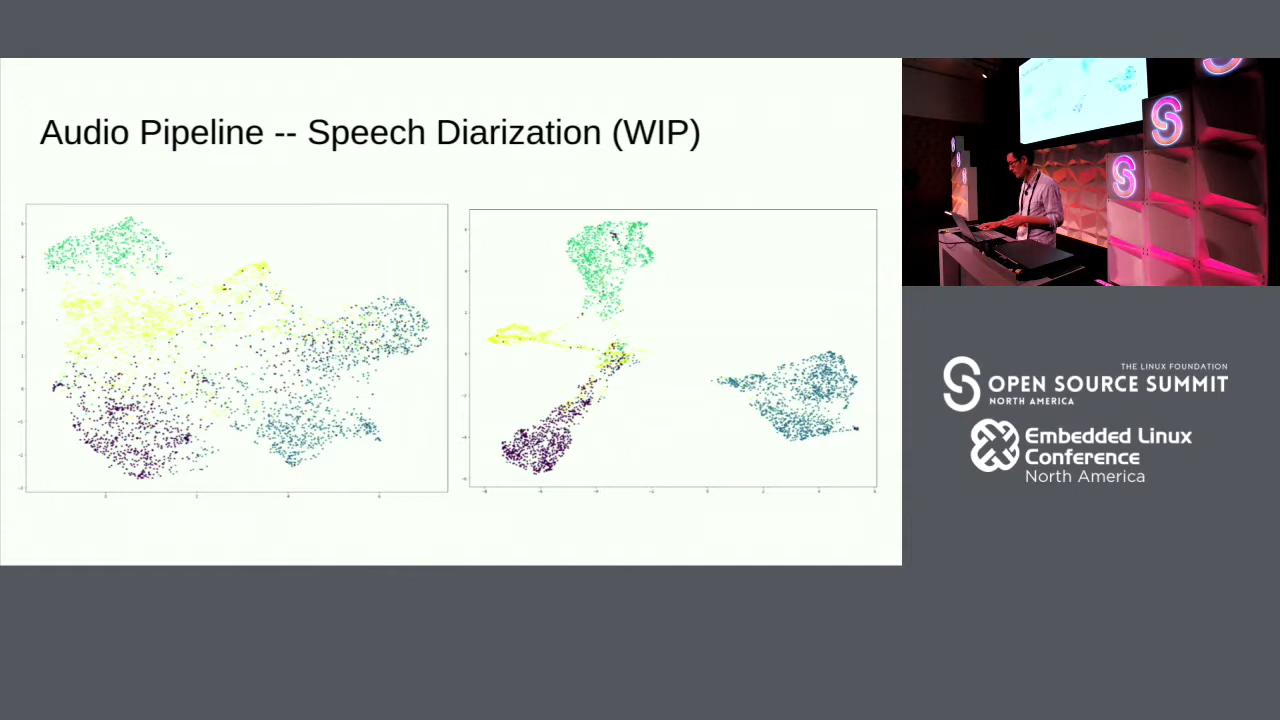 Audio Pipeline -- Speech Diarization (WIP)
THE LINUX FOUNDATION
OPEN SOURCE SUMMIT
NORTH AMERICA
Embedded Linux
Conference
North America